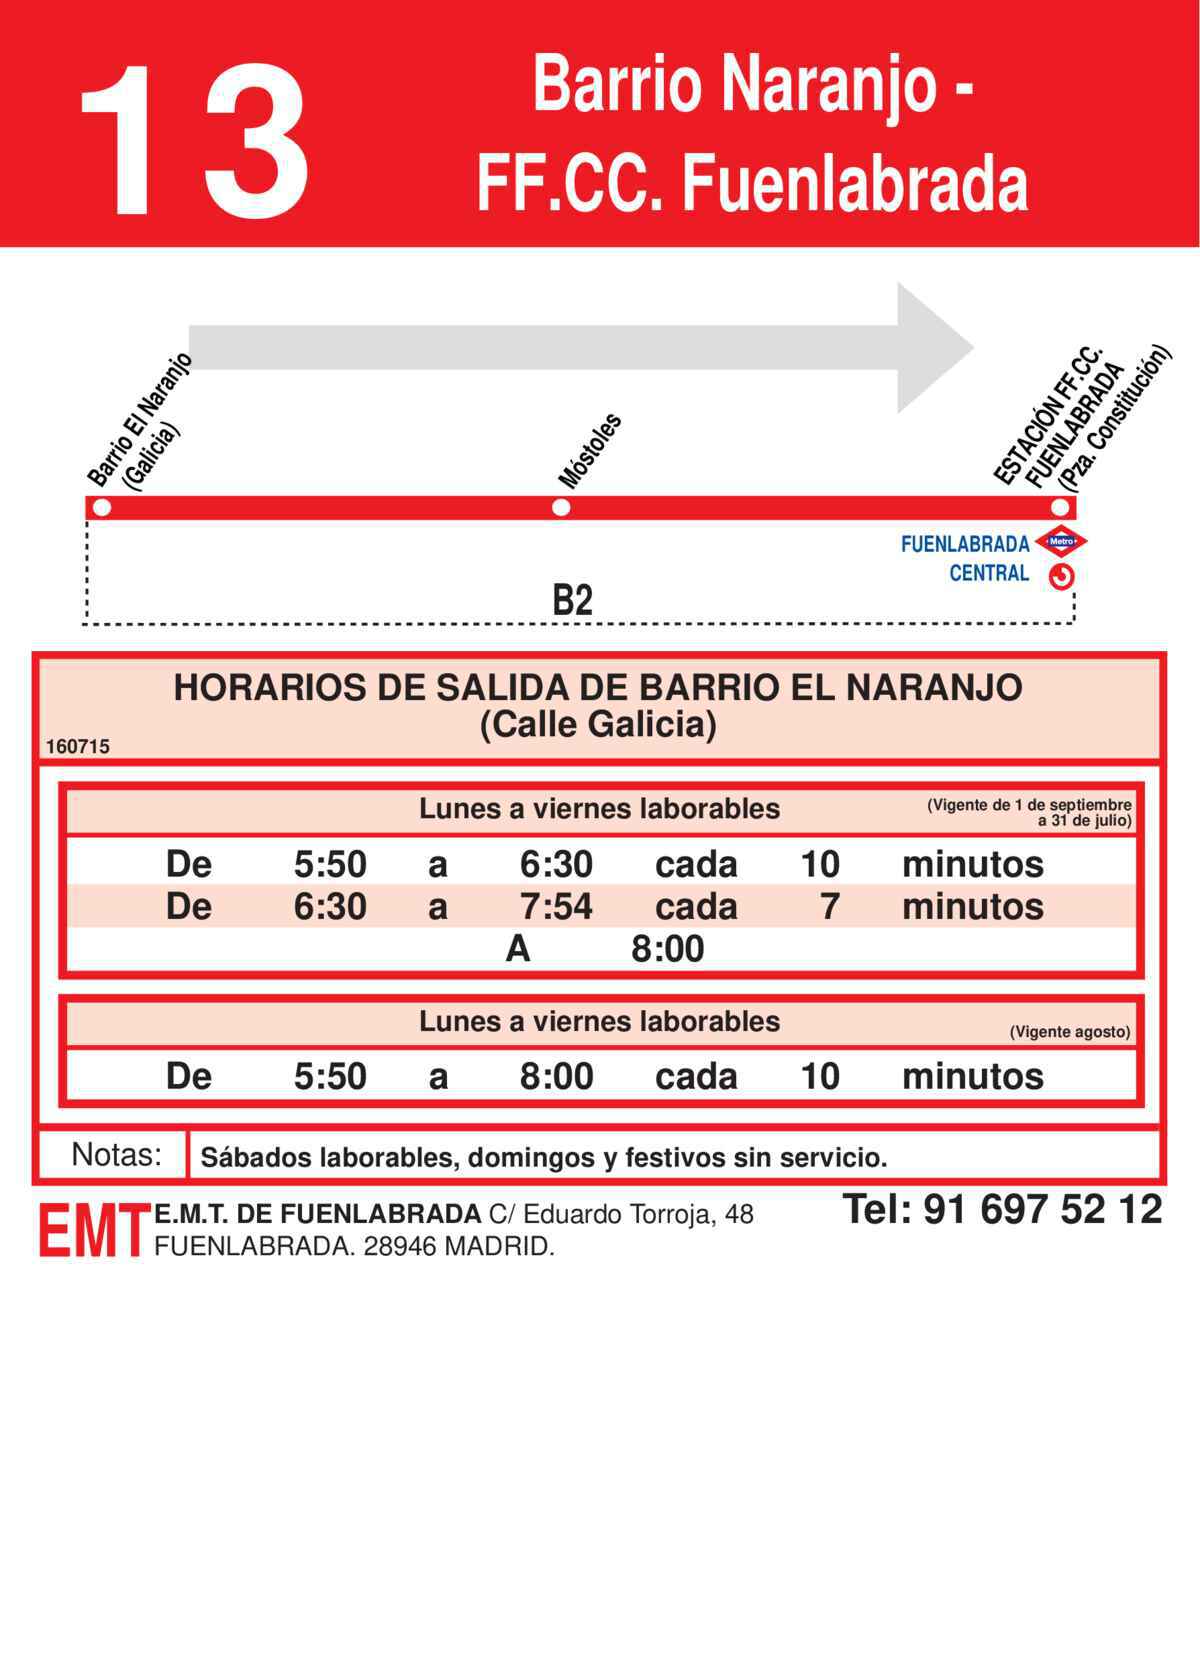 13
Barrio Naranjo -
FF.CC. Fuenlabrada
Barrio El Naranjo
(Galicia)
Móstoles
ESTACIÓN FF.CC.
FUENLABRADA
(Pza. Constitución)
FUENLABRADA
CENTRAL
Metro
B2
HORARIOS DE SALIDA DE BARRIO EL NARANJO
(Calle Galicia)
160715
Lunes a viernes laborables
(Vigente de 1 de septiembre
a 31 de julio)
De 5:50 a 6:30 cada 10 minutos
De 6:30 a 7:54 cada 7 minutos
A 8:00
Lunes a viernes laborables
(Vigente agosto)
De 5:50 a 8:00 cada 10 minutos
Notas: Sábados laborables, domingos y festivos sin servicio.
EMT
E.M.T. DE FUENLABRADA C/ Eduardo Torroja, 48
FUENLABRADA. 28946 MADRID.
Tel: 91 697 52 12